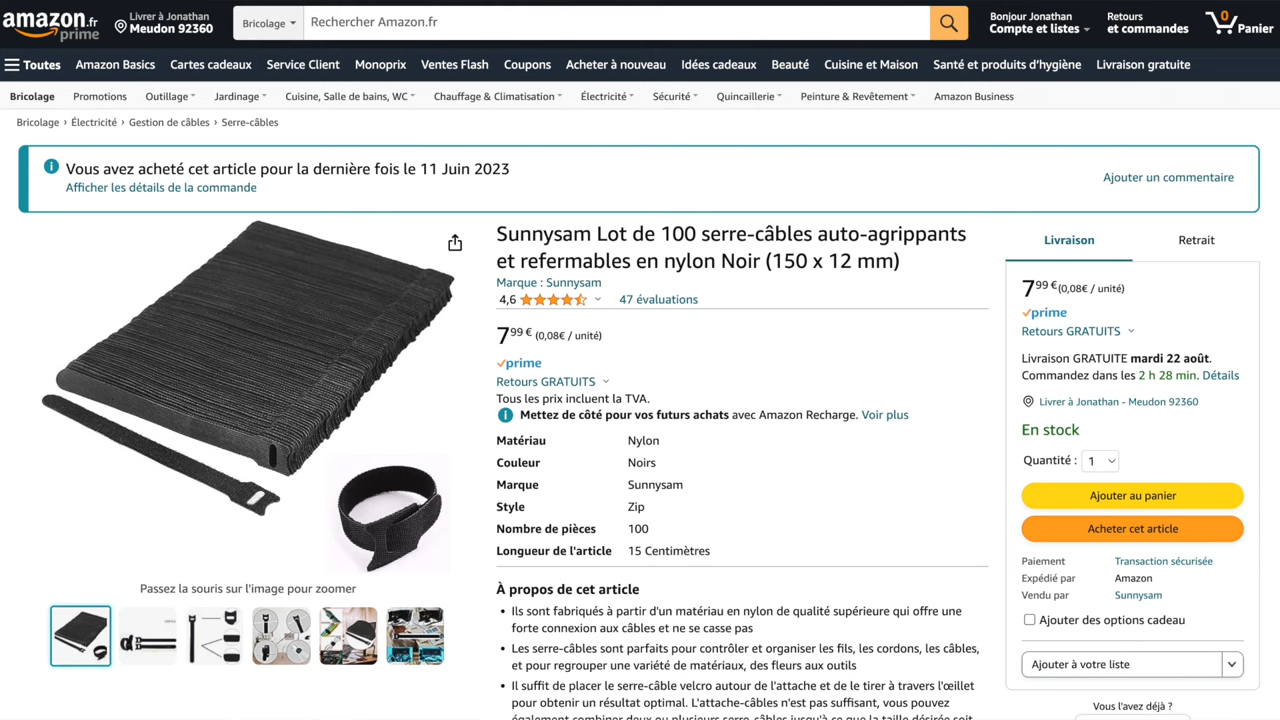 amazon.fr
prime
Livrer à Jonathan
Meudon 92360
Bricolage
Rechercher Amazon.fr
Bonjour Jonathan
Compte et listes
Retours
et commandes
0
Panier
Toutes
Amazon Basics
Cartes cadeaux
Service Client
Monoprix
Ventes Flash
Coupons
Acheter à nouveau
Idées cadeaux
Beauté
Cuisine et Maison
Santé et produits d'hygiène
Livraison gratuite
Bricolage
Promotions
Outillage
Jardinage
Cuisine, Salle de bains, WC
Chauffage & Climatisation
Électricité
Sécurité
Quincaillerie
Peinture & Revêtement
Amazon Business
Bricolage › Électricité › Gestion de câbles › Serre-câbles
Vous avez acheté cet article pour la dernière fois le 11 Juin 2023
Afficher les détails de la commande
Ajouter un commentaire
Passez la souris sur l'image pour zoomer
Sunnysam Lot de 100 serre-câbles auto-agrippants
et refermables en nylon Noir (150 x 12 mm)
Marque : Sunnysam
4,6
47 évaluations
7,99 € (0,08€ / unité)
prime
Retours GRATUITS
Tous les prix incluent la TVA.
Mettez de côté pour vos futurs achats avec Amazon Recharge. Voir plus
Matériau Nylon
Couleur Noirs
Marque Sunnysam
Style Zip
Nombre de pièces 100
Longueur de l'article 15 Centimètres
À propos de cet article
• Ils sont fabriqués à partir d'un matériau en nylon de qualité supérieure qui offre une
forte connexion aux câbles et ne se casse pas
• Les serre-câbles sont parfaits pour contrôler et organiser les fils, les cordons, les câbles,
et pour regrouper une variété de matériaux, des fleurs aux outils
• Il suffit de placer le serre-câble velcro autour de l'attache et de le tirer à travers l'œillet
pour obtenir un résultat optimal. L'attache-câbles n'est pas suffisant, vous pouvez
également combiner deux ou plusieurs serre-câbles jusqu'à ce que la taille désirée soit
Livraison
Retrait
7,99 € (0,08€ / unité)
prime
Retours GRATUITS
Livraison GRATUITE mardi 22 août.
Commandez dans les 2 h 28 min. Détails
Livrer à Jonathan - Meudon 92360
En stock
Quantité : 1
Ajouter au panier
Acheter cet article
Paiement Transaction sécurisée
Expédié par Amazon
Vendu par Sunnysam
Ajouter des options cadeau
Ajouter à votre liste
Vous l'avez déjà ?